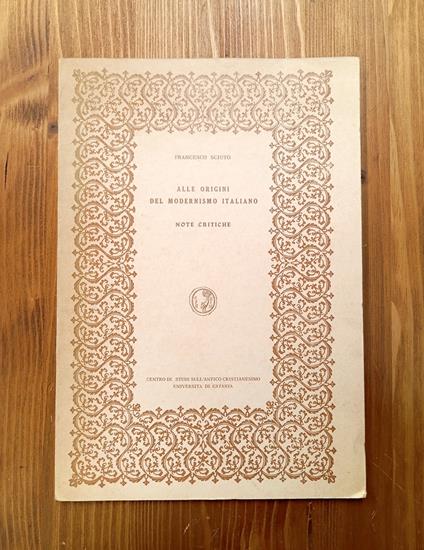 FRANCESCO SCIUTO
ALLE ORIGINI
DEL MODERNISMO ITALIANO
NOTE CRITICHE
CENTRO DI STUDI SULL'ANTICO CRISTIANESIMO
UNIVERSITÀ DI CATANIA